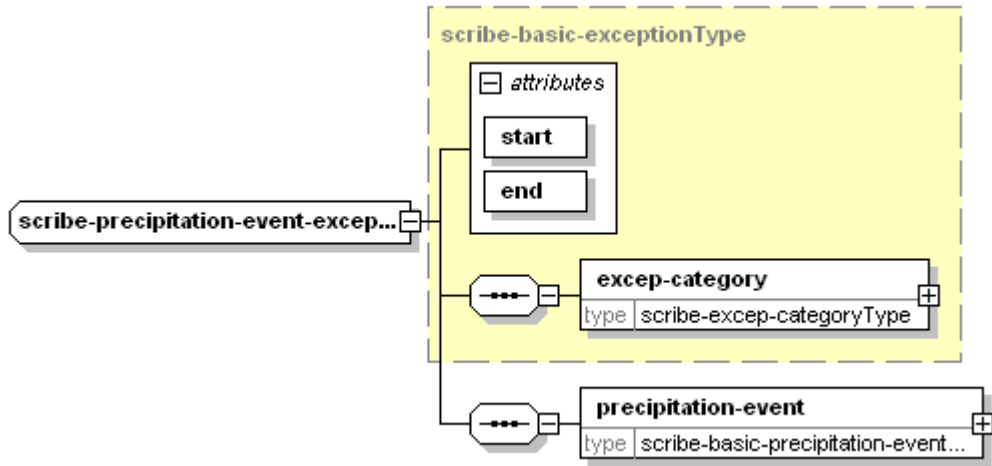 scribe-basic-exceptionType
attributes
start
end
scribe-precipitation-event-excep...
excep-category
type scribe-excep-categoryType
precipitation-event
type scribe-basic-precipitation-event...